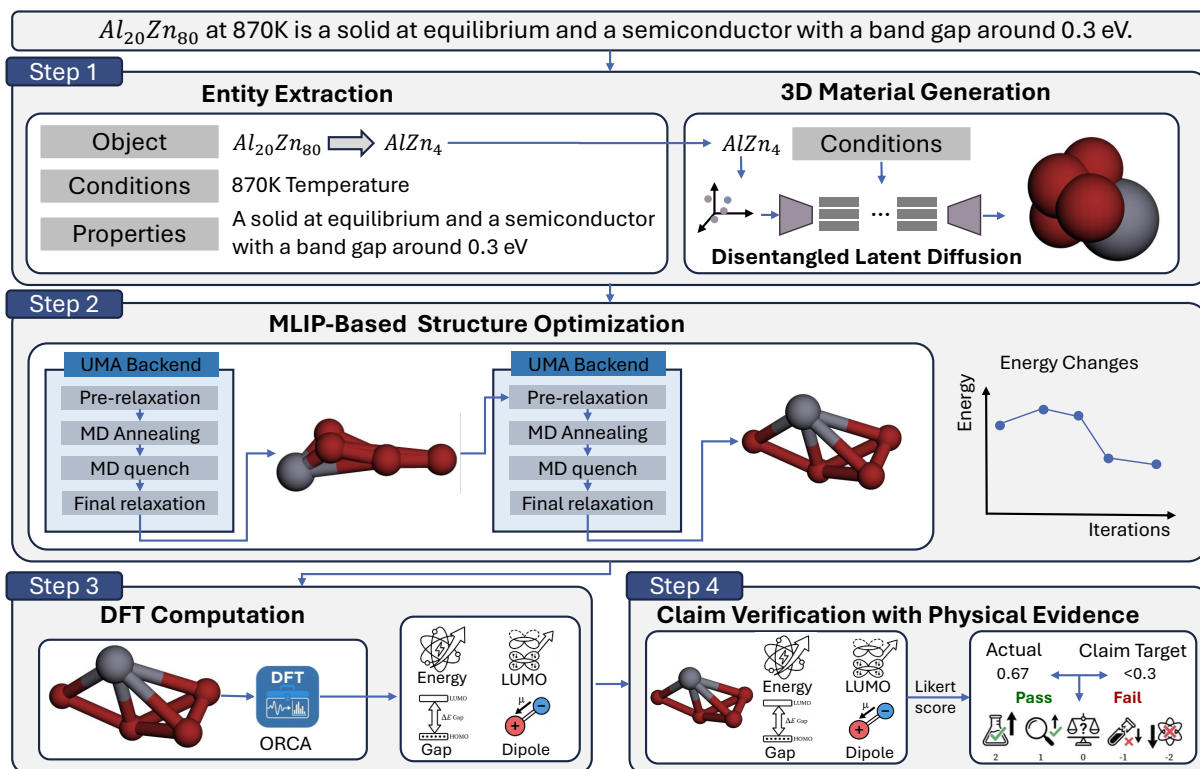 Al₂₀Zn₈₀ at 870K is a solid at equilibrium and a semiconductor with a band gap around 0.3 eV.
Step 1
Entity Extraction
Object
Al₂₀Zn₈₀
AlZn₄
Conditions
870K Temperature
Properties
A solid at equilibrium and a semiconductor
with a band gap around 0.3 eV
3D Material Generation
AlZn₄
Conditions
...
Disentangled Latent Diffusion
Step 2
MLIP-Based Structure Optimization
UMA Backend
Pre-relaxation
MD Annealing
MD quench
Final relaxation
UMA Backend
Pre-relaxation
MD Annealing
MD quench
Final relaxation
Energy Changes
Energy
Iterations
Step 3
DFT Computation
DFT
ORCA
Energy
LUMO
LUMO
ΔE Gap
HOMO
Gap
μ
+
−
Dipole
Step 4
Claim Verification with Physical Evidence
Energy
LUMO
LUMO
ΔE Gap
HOMO
Gap
μ
+
−
Dipole
Likert
score
Actual
Claim Target
0.67
<0.3
Pass
Fail
?
2
1
0
-1
-2